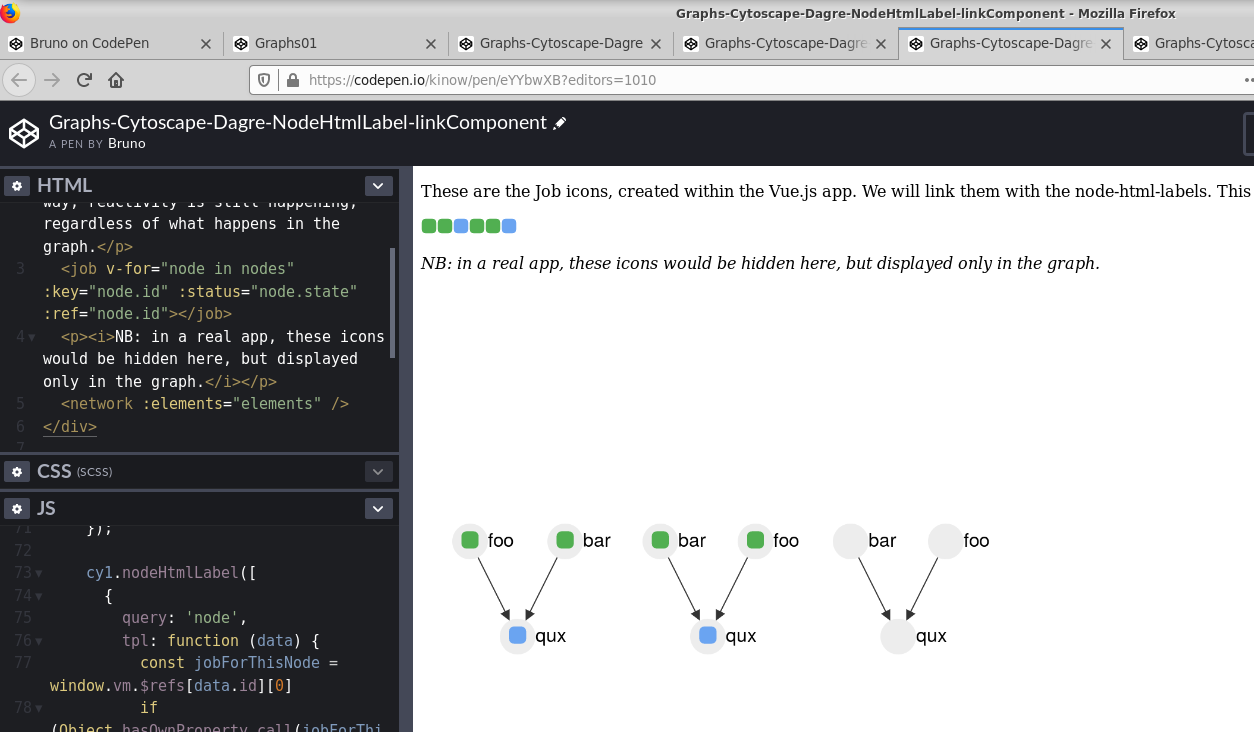 Graphs-Cytoscape-Dagre-NodeHtmlLabel-linkComponent - Mozilla Firefox
Bruno on CodePen
Graphs01
Graphs-Cytoscape-Dagre
Graphs-Cytoscape-Dagre
Graphs-Cytoscape-Dagre
Graphs-Cytosca
https://codepen.io/kinow/pen/eYYbwXB?editors=1010
Graphs-Cytoscape-Dagre-NodeHtmlLabel-linkComponent
A PEN BY Bruno
HTML
way, reactivity is still happening,
regardless of what happens in the
graph.</p>
3 <job v-for="node in nodes"
:key="node.id" :status="node.state"
:ref="node.id"></job>
4 <p><i>NB: in a real app, these icons
would be hidden here, but displayed
only in the graph.</i></p>
5 <network :elements="elements" />
6 </div>
7
CSS (SCSS)
JS
71 });
72
73 cy1.nodeHtmlLabel([
74 {
75 query: 'node',
76 tpl: function (data) {
77 const jobForThisNode =
window.vm.$refs[data.id][0]
78 if
(Object.hasOwnProperty.call(jobForThi
These are the Job icons, created within the Vue.js app. We will link them with the node-html-labels. This
NB: in a real app, these icons would be hidden here, but displayed only in the graph.
foo
bar
bar
foo
bar
foo
qux
qux
qux